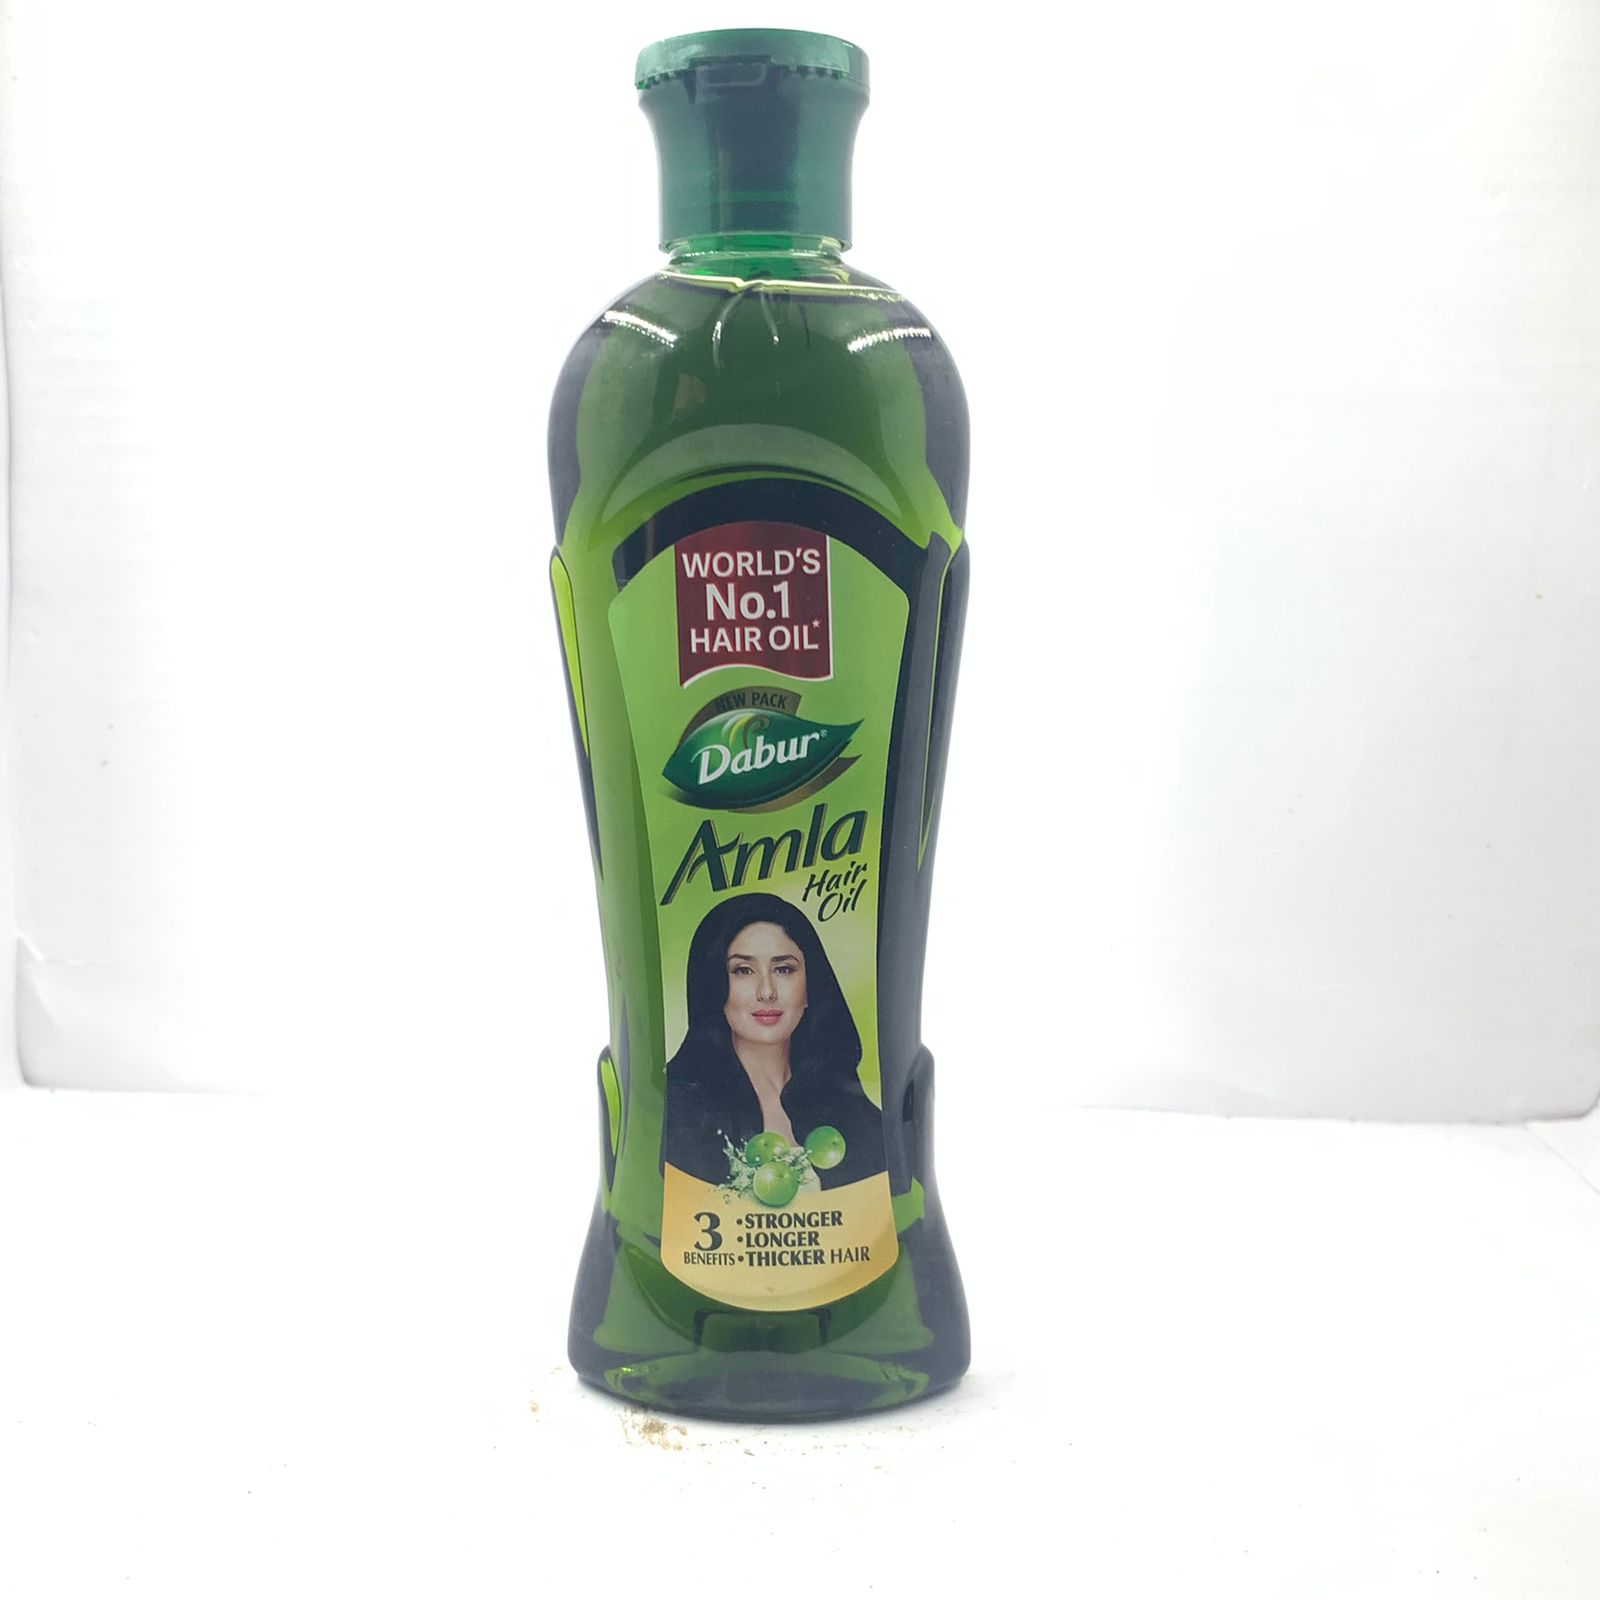 WORLD'S
No.1
HAIR OIL*
NEW PACK
Dabur®
Amla
Hair
Oil
3 •STRONGER
•LONGER
BENEFITS •THICKER HAIR